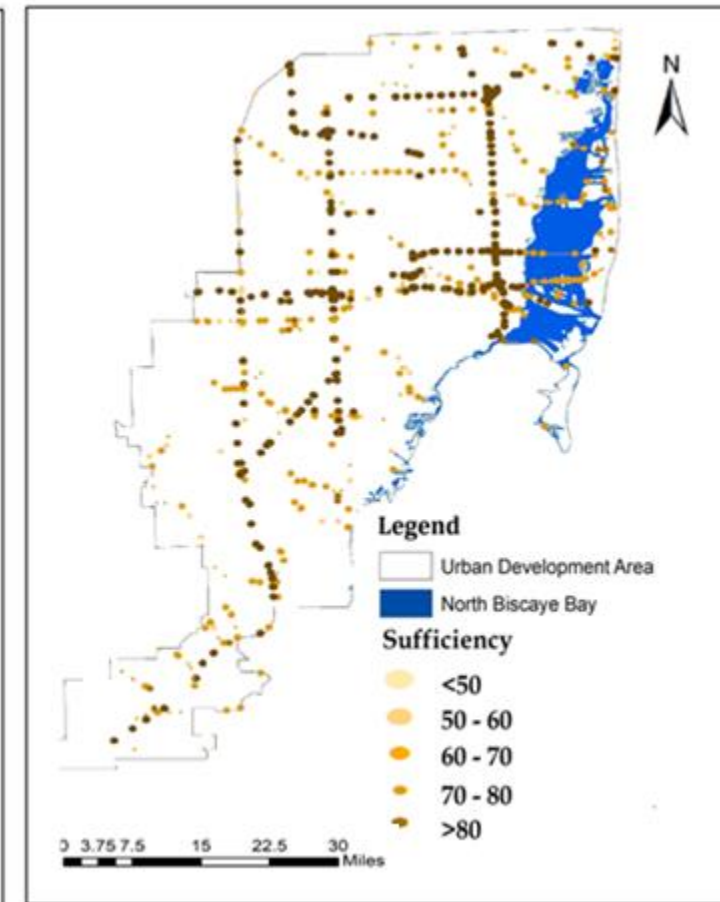 N
Legend
Urban Development Area
North Biscaye Bay
Sufficiency
<50
50 - 60
60 - 70
70 - 80
>80
0 3.75 7.5 15 22.5 30
Miles